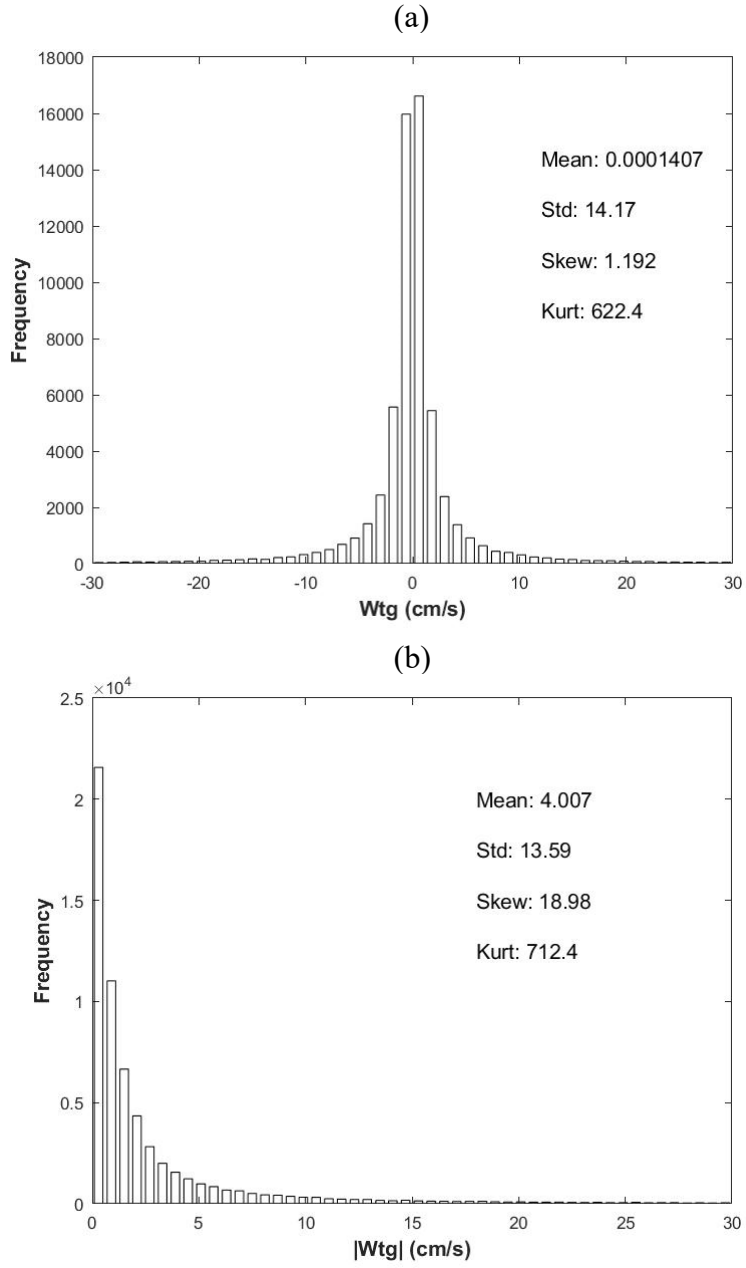 (a)
18000
16000
14000
12000
10000
8000
6000
4000
2000
0
Frequency
Mean: 0.0001407
Std: 14.17
Skew: 1.192
Kurt: 622.4
-30 -20 -10 0 10 20 30
Wtg (cm/s)
(b)
×10⁴
2.5
2
1.5
1
0.5
0
Frequency
Mean: 4.007
Std: 13.59
Skew: 18.98
Kurt: 712.4
0 5 10 15 20 25 30
|Wtg| (cm/s)